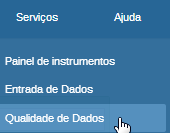 Serviços Ajuda
Painel de instrumentos
Entrada de Dados
Qualidade de Dados